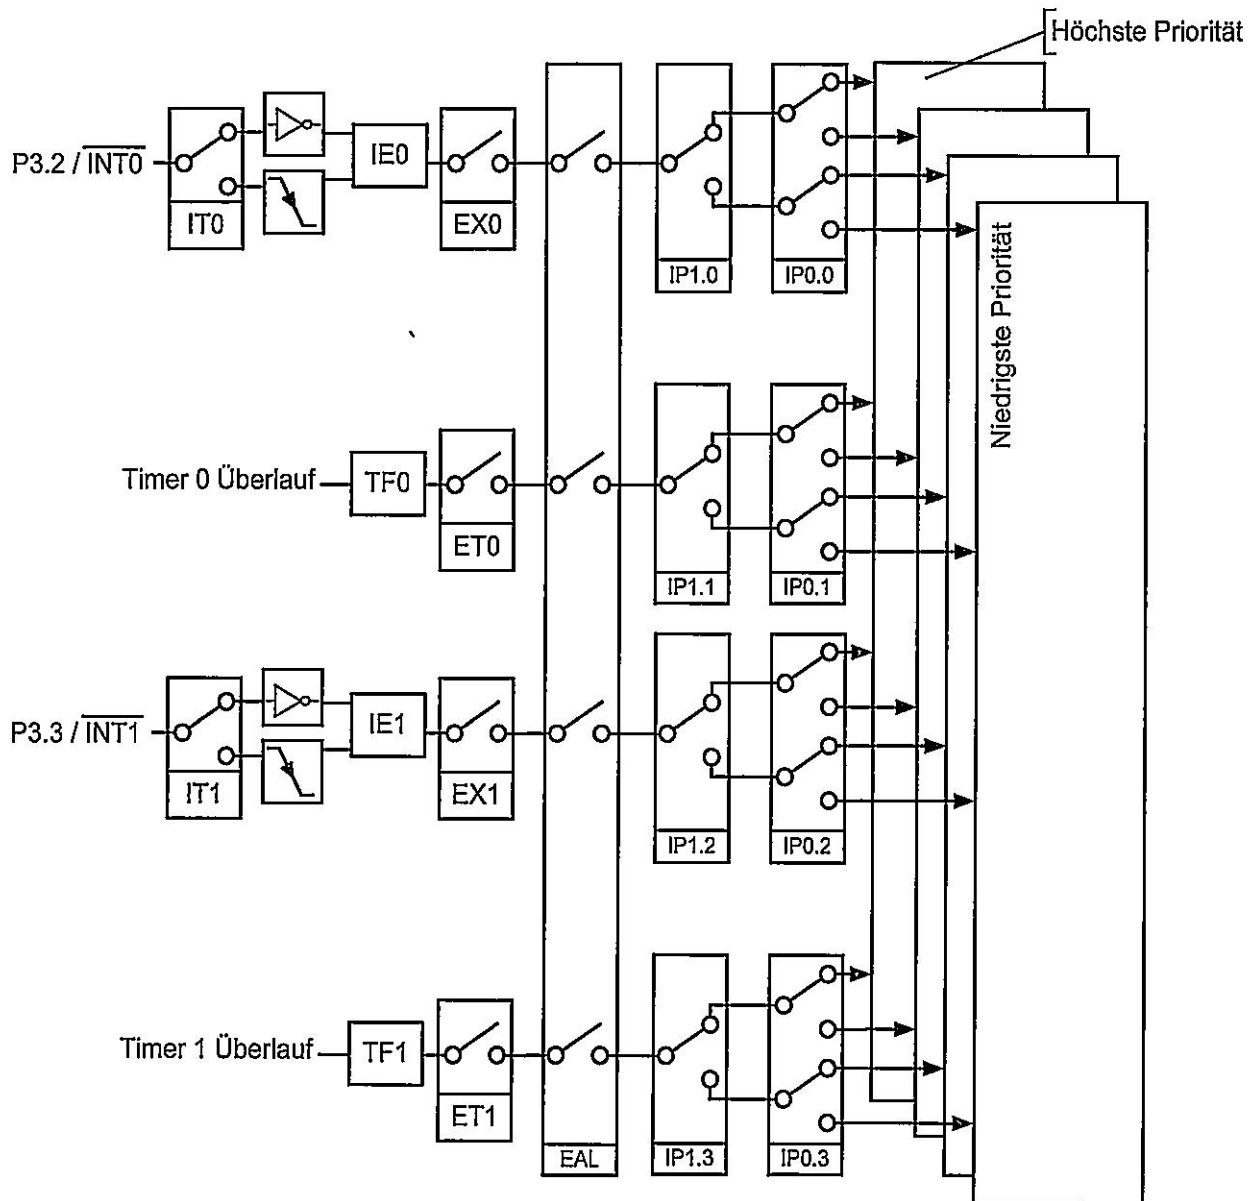 Höchste Priorität
P3.2 / INT0
IE0
IT0
EX0
IP1.0
IP0.0
Niedrigste Priorität
Timer 0 Überlauf
TF0
ET0
IP1.1
IP0.1
P3.3 / INT1
IE1
IT1
EX1
IP1.2
IP0.2
Timer 1 Überlauf
TF1
ET1
EAL
IP1.3
IP0.3